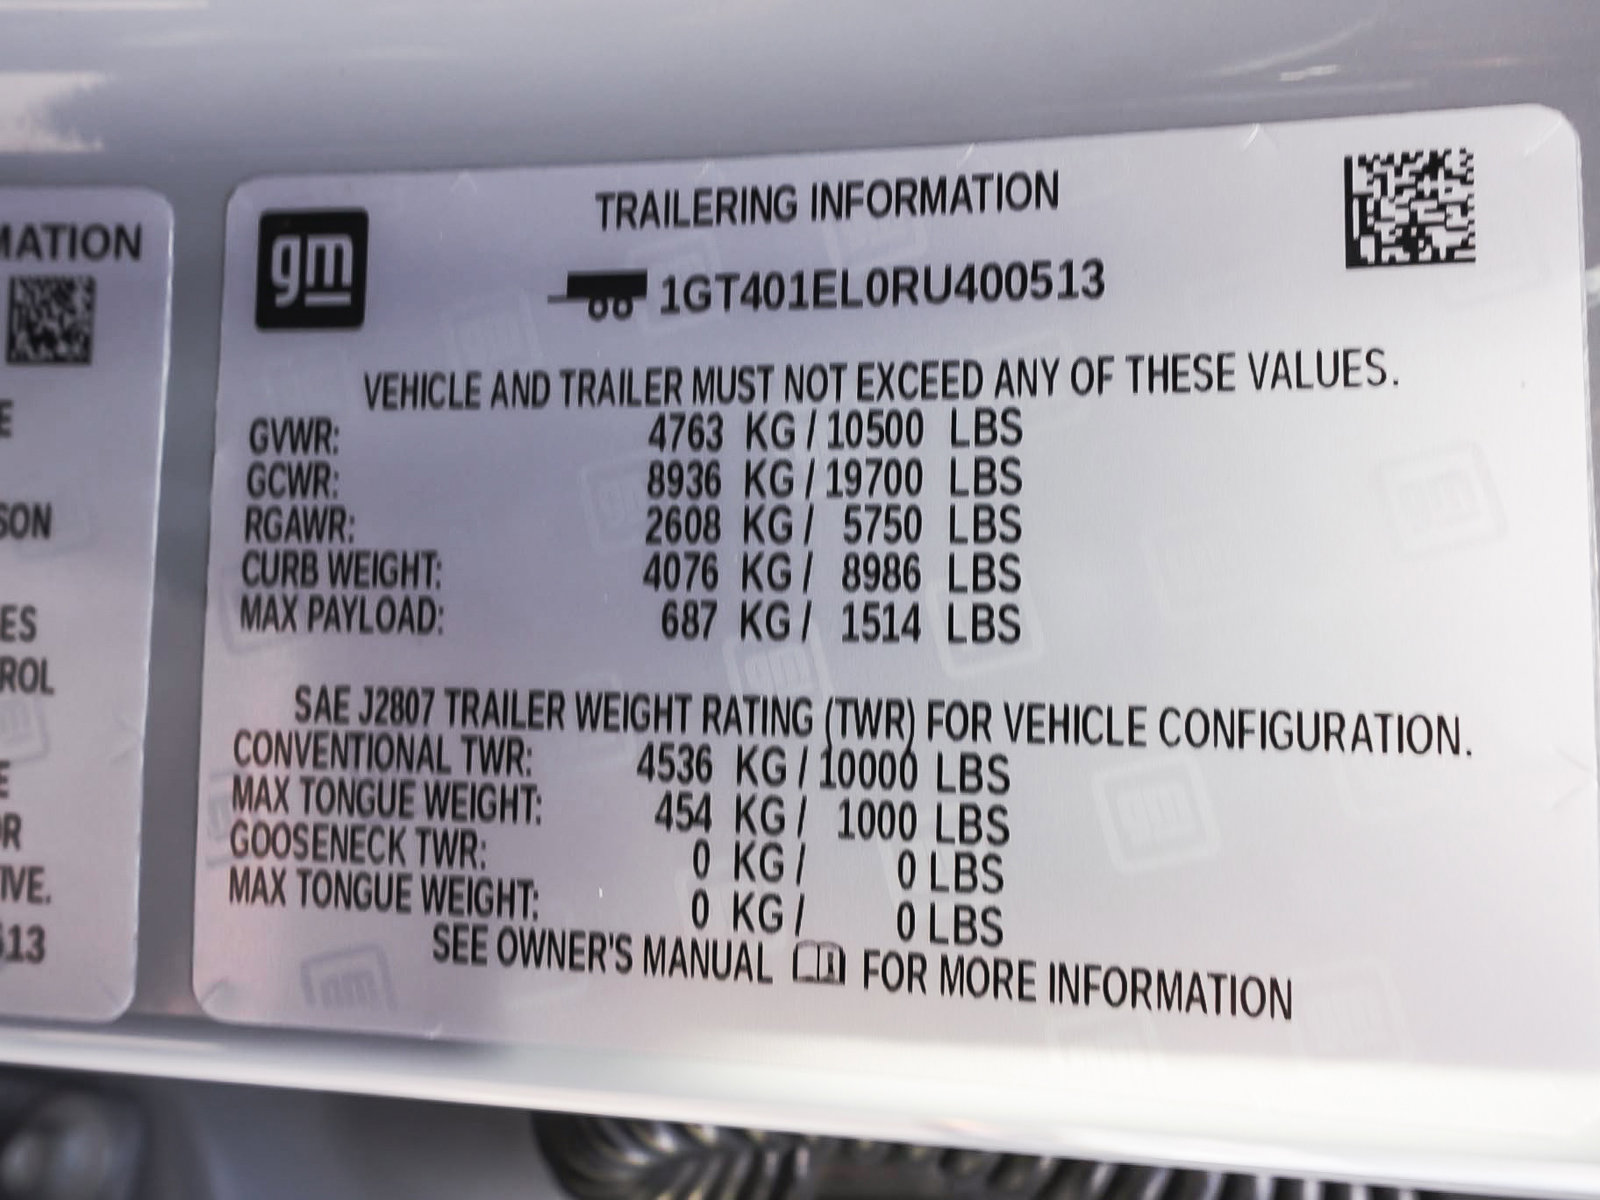 MATION
E
SON
ES
ROL
E
OR
IVE.
513
gm
TRAILERING INFORMATION
1GT401EL0RU400513
VEHICLE AND TRAILER MUST NOT EXCEED ANY OF THESE VALUES.
GVWR: 4763 KG / 10500 LBS
GCWR: 8936 KG / 19700 LBS
RGAWR: 2608 KG / 5750 LBS
CURB WEIGHT: 4076 KG / 8986 LBS
MAX PAYLOAD: 687 KG / 1514 LBS
SAE J2807 TRAILER WEIGHT RATING (TWR) FOR VEHICLE CONFIGURATION.
CONVENTIONAL TWR: 4536 KG / 10000 LBS
MAX TONGUE WEIGHT: 454 KG / 1000 LBS
GOOSENECK TWR: 0 KG / 0 LBS
MAX TONGUE WEIGHT: 0 KG / 0 LBS
SEE OWNER'S MANUAL FOR MORE INFORMATION